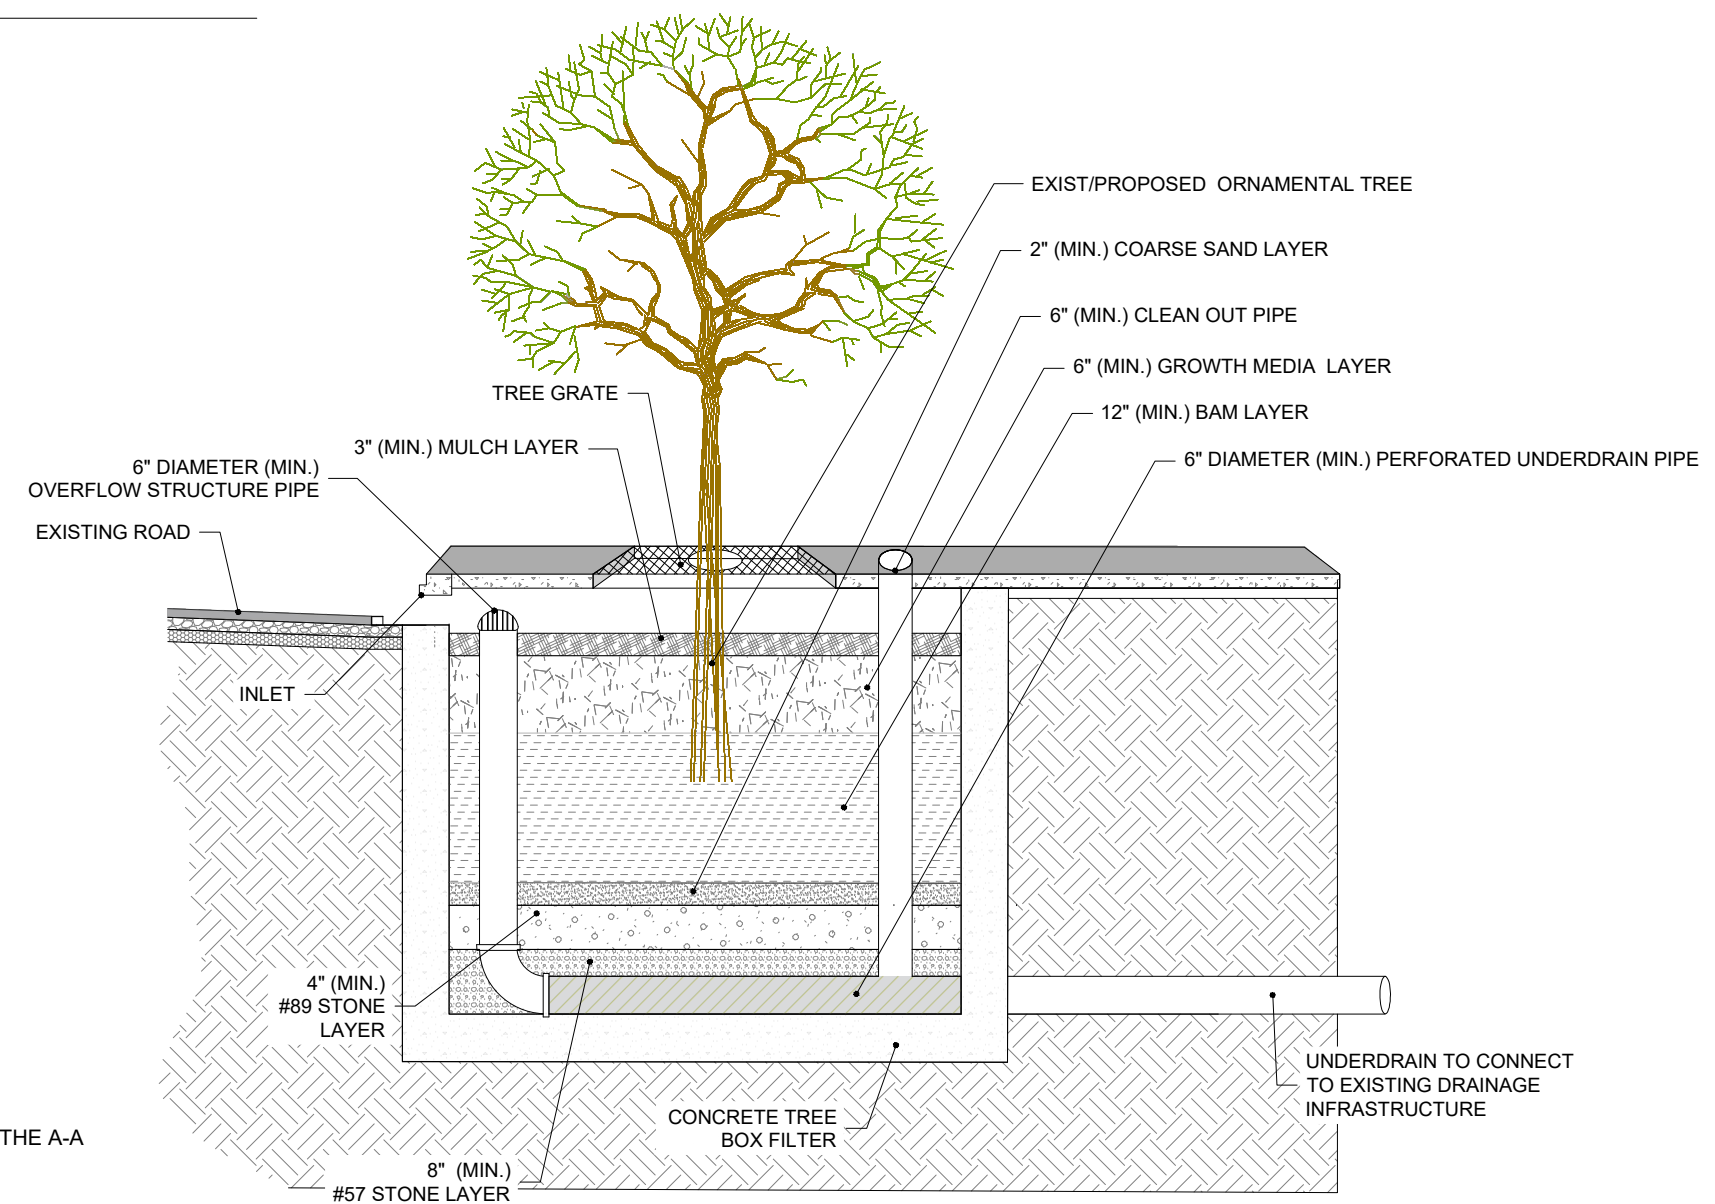 EXIST/PROPOSED ORNAMENTAL TREE
2" (MIN.) COARSE SAND LAYER
6" (MIN.) CLEAN OUT PIPE
6" (MIN.) GROWTH MEDIA LAYER
TREE GRATE
12" (MIN.) BAM LAYER
3" (MIN.) MULCH LAYER
6" DIAMETER (MIN.) PERFORATED UNDERDRAIN PIPE
6" DIAMETER (MIN.)
OVERFLOW STRUCTURE PIPE
EXISTING ROAD
INLET
4" (MIN.)
#89 STONE
LAYER
UNDERDRAIN TO CONNECT
TO EXISTING DRAINAGE
INFRASTRUCTURE
CONCRETE TREE
BOX FILTER
THE A-A
8" (MIN.)
#57 STONE LAYER